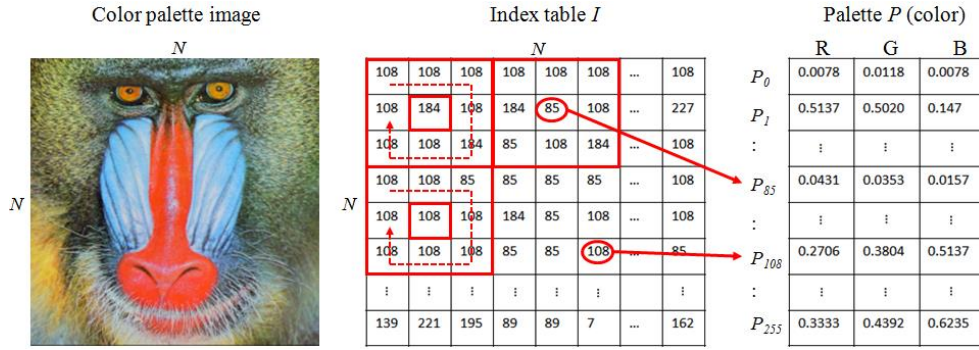 Color palette image
N
N
Index table I
N
N
108 108 108 108 108 108 ... 108
108 184 108 184 85 108 ... 227
108 108 184 85 108 184 ... 108
108 108 85 85 85 85 ... 108
108 108 108 184 85 108 ... 108
108 108 108 85 85 108 ... 85
⋮ ⋮ ⋮ ⋮ ⋮ ⋮ ⋮
139 221 195 89 89 7 ... 162
Palette P (color)
R G B
P0 0.0078 0.0118 0.0078
P1 0.5137 0.5020 0.147
: ⋮ ⋮ ⋮
P85 0.0431 0.0353 0.0157
: ⋮ ⋮ ⋮
P108 0.2706 0.3804 0.5137
: ⋮ ⋮ ⋮
P255 0.3333 0.4392 0.6235